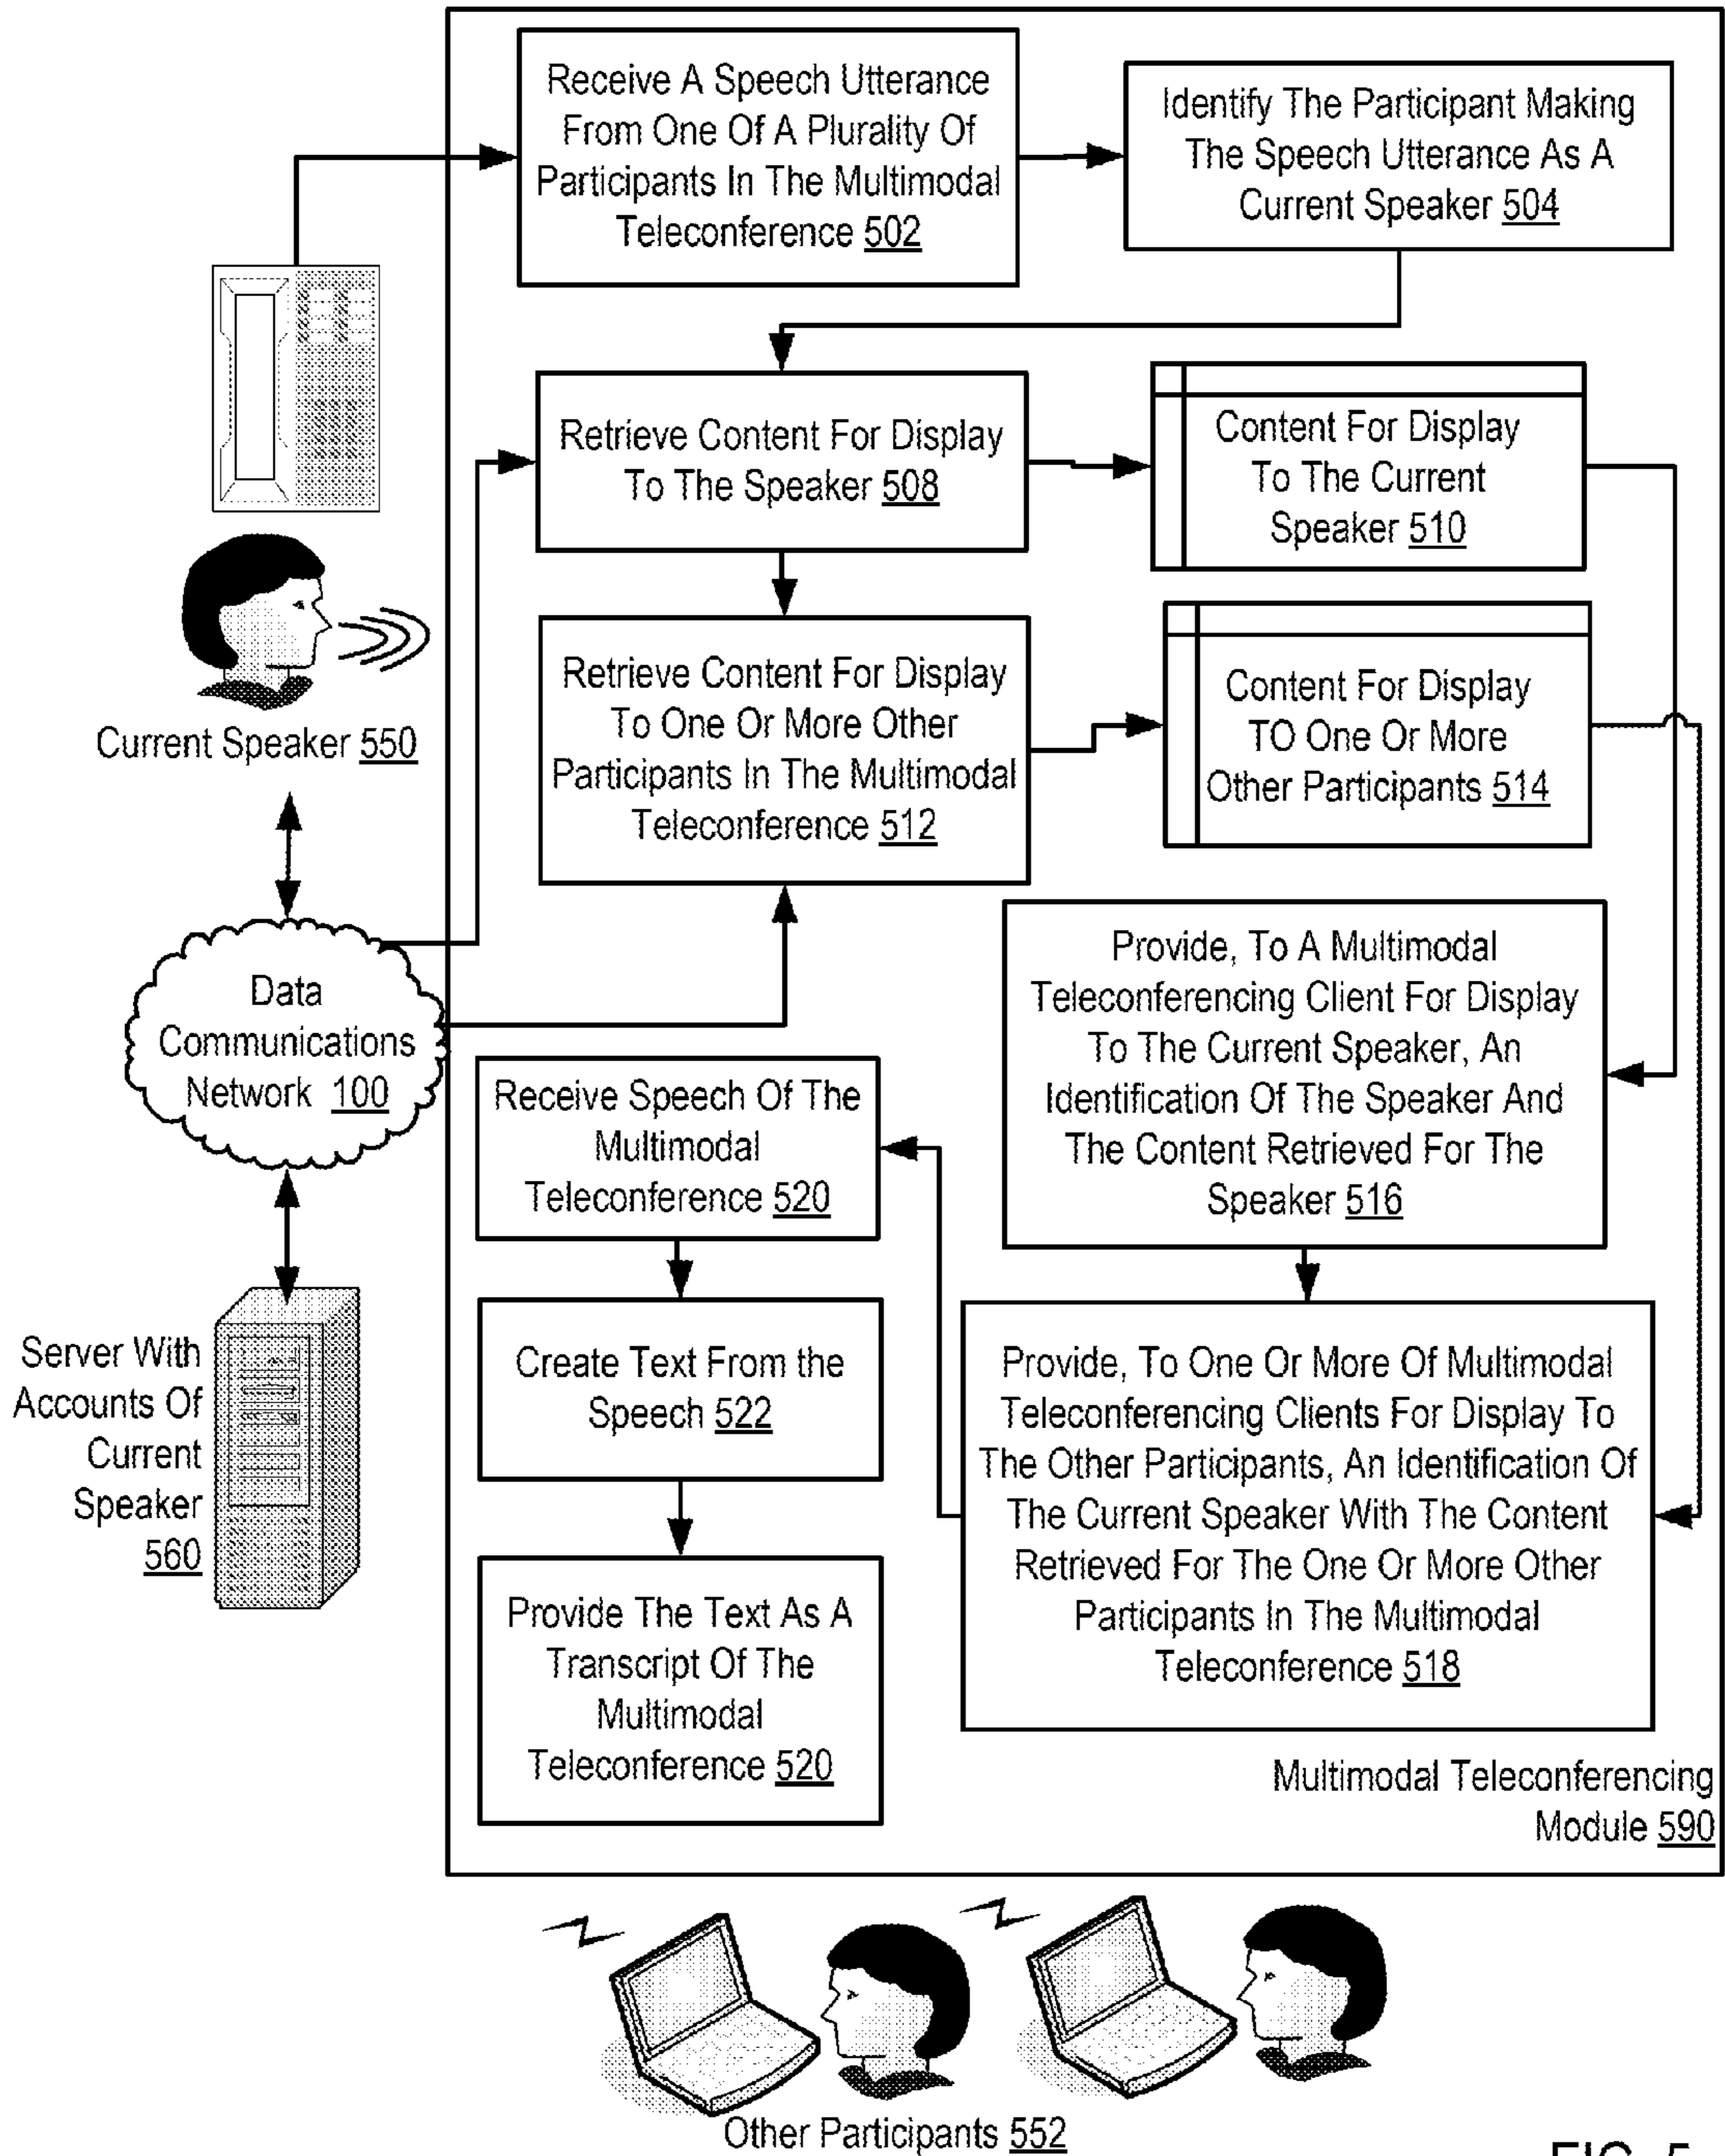 Receive A Speech Utterance
From One Of A Plurality Of
Participants In The Multimodal
Teleconference 502
Identify The Participant Making
The Speech Utterance As A
Current Speaker 504
Retrieve Content For Display
To The Speaker 508
Content For Display
To The Current
Speaker 510
Current Speaker 550
Retrieve Content For Display
To One Or More Other
Participants In The Multimodal
Teleconference 512
Content For Display
TO One Or More
Other Participants 514
Data
Communications
Network 100
Provide, To A Multimodal
Teleconferencing Client For Display
To The Current Speaker, An
Identification Of The Speaker And
The Content Retrieved For The
Speaker 516
Receive Speech Of The
Multimodal
Teleconference 520
Server With
Accounts Of
Current
Speaker
560
Create Text From the
Speech 522
Provide, To One Or More Of Multimodal
Teleconferencing Clients For Display To
The Other Participants, An Identification Of
The Current Speaker With The Content
Retrieved For The One Or More Other
Participants In The Multimodal
Teleconference 518
Provide The Text As A
Transcript Of The
Multimodal
Teleconference 520
Multimodal Teleconferencing
Module 590
Other Participants 552